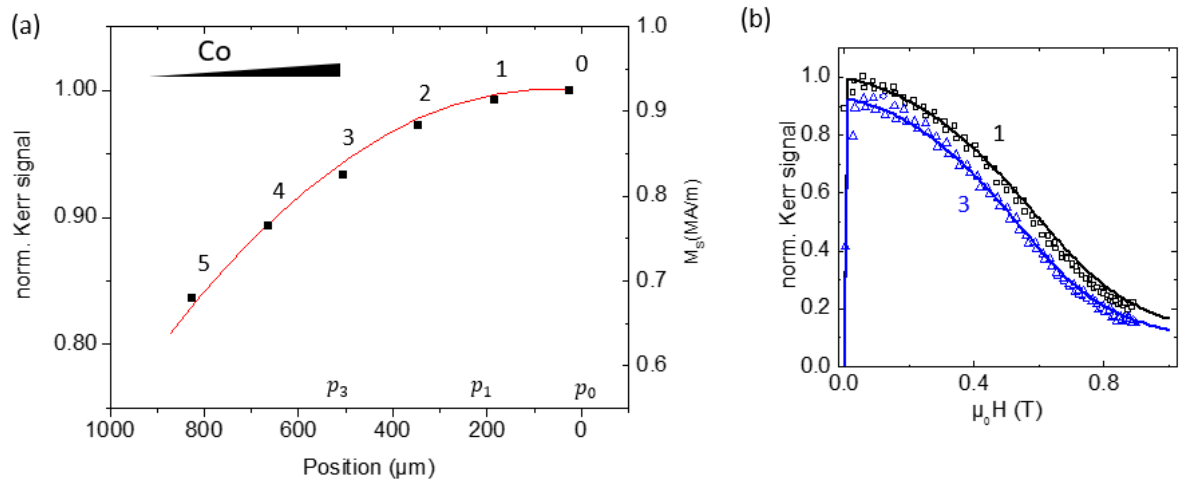 (a)
Co
0
1
2
3
4
5
1.00
0.90
0.80
norm. Kerr signal
1.0
0.9
0.8
0.7
0.6
M_S(MA/m)
p_3 p_1 p_0
1000 800 600 400 200 0
Position (µm)
(b)
1.0
0.8
0.6
0.4
0.2
0.0
norm. Kerr signal
1
3
0.0 0.4 0.8
µ_0H (T)